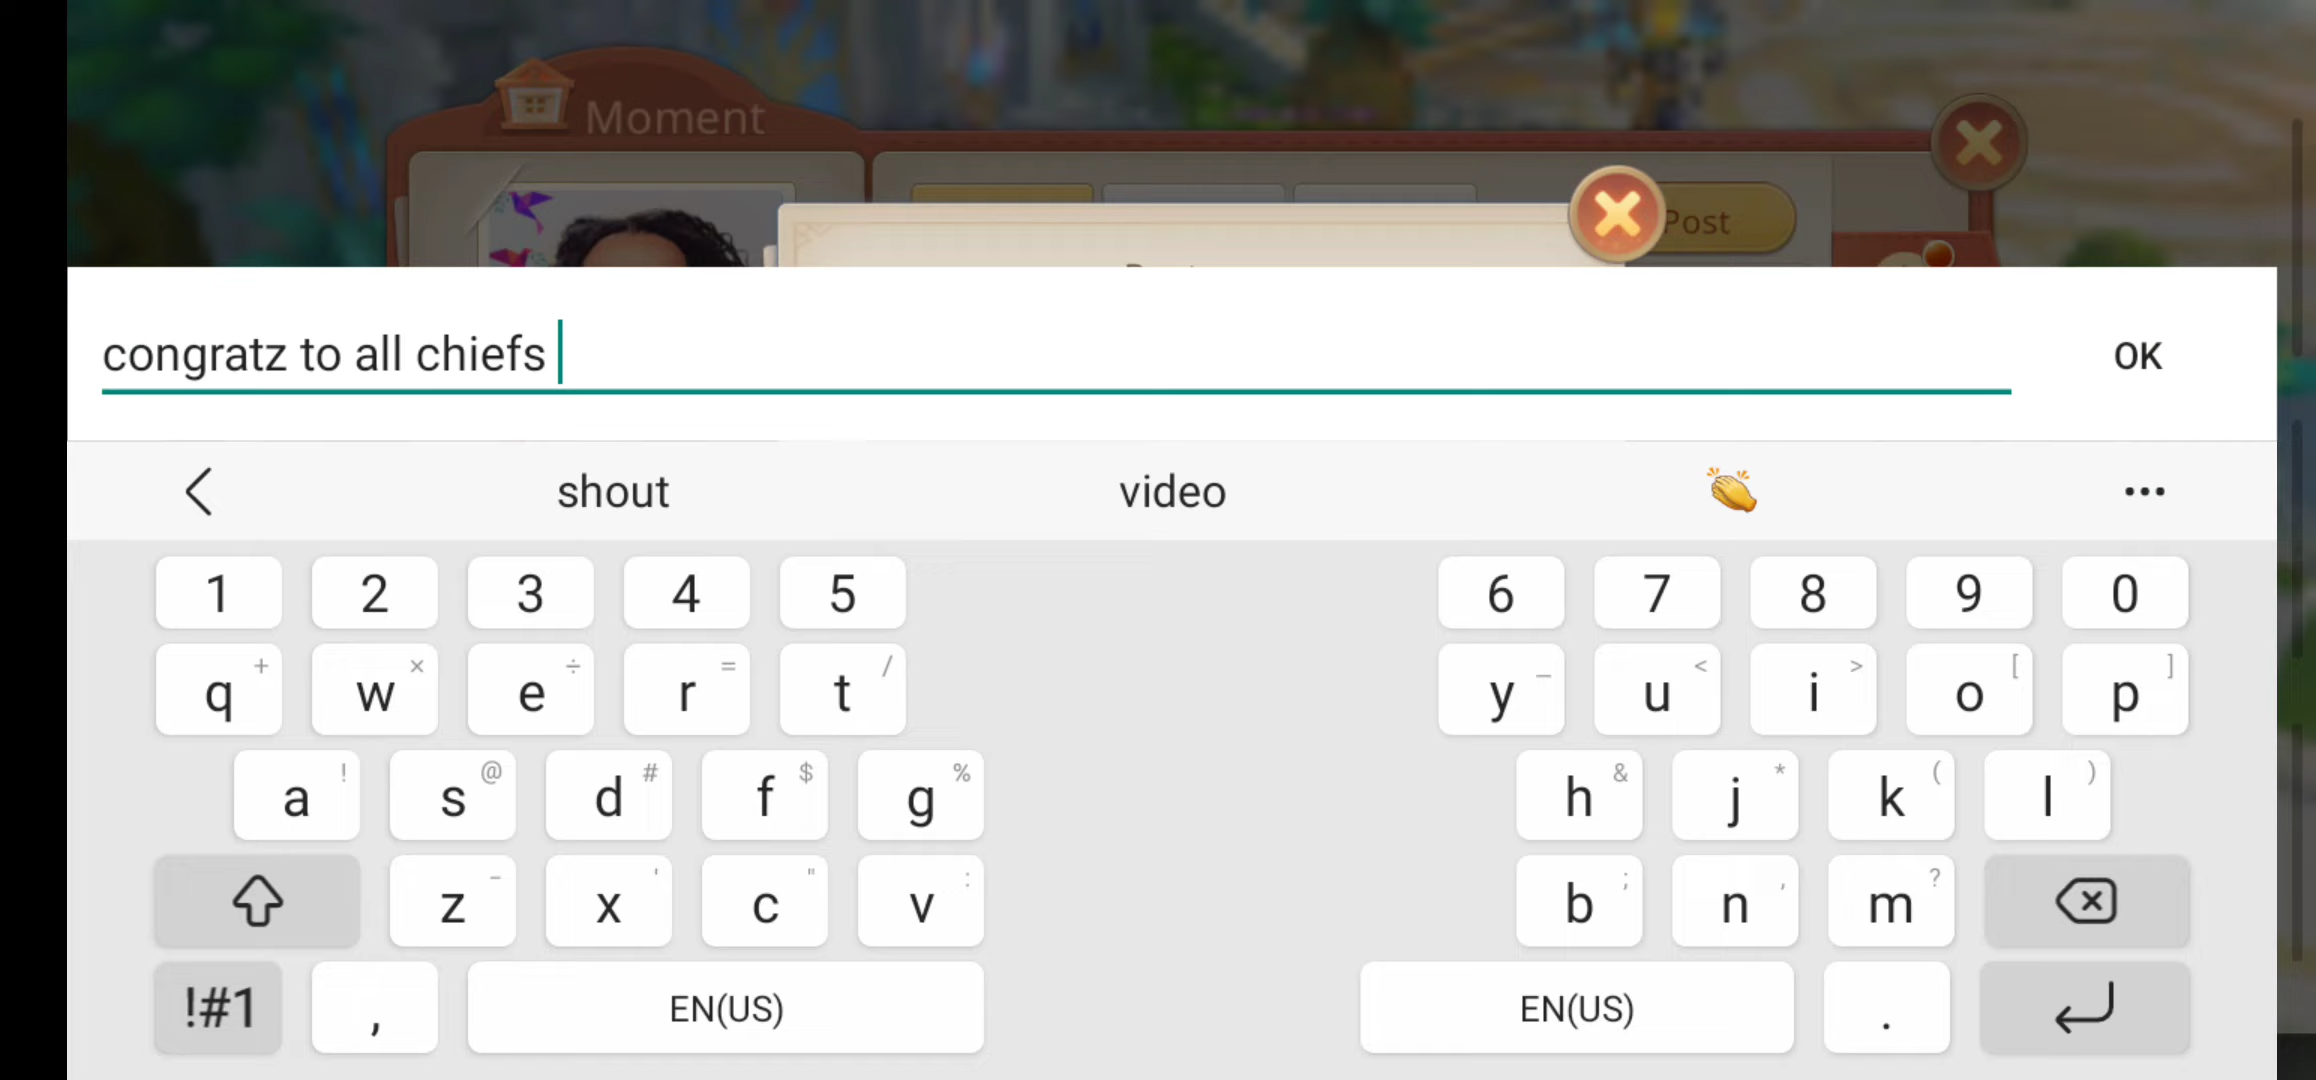 Moment
Post
congratz to all chiefs
OK
shout video 👏 •••
1 2 3 4 5 6 7 8 9 0
q + w × e ÷ r = t / y _ u < i > o [ p ]
a ! s @ d # f $ g % h & j * k ( l )
z - x ' c " v : b ; n , m ?
!#1 , EN(US) EN(US) .